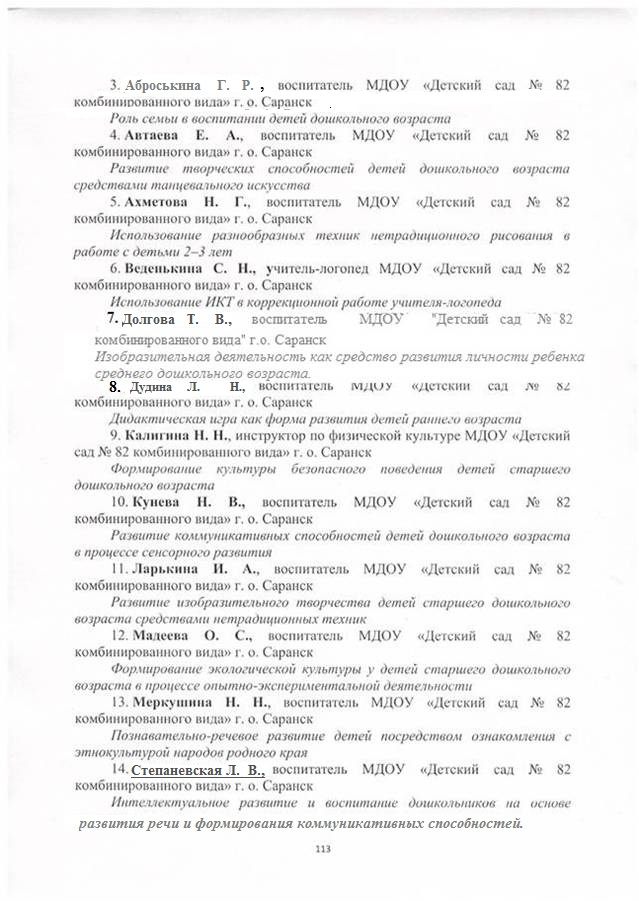 3. Аброськина Г. Р. , воспитатель МДОУ «Детский сад № 82
комбинированного вида» г. о. Саранск .
Роль семьи в воспитании детей дошкольного возраста
4. Автаева Е. А., воспитатель МДОУ «Детский сад № 82
комбинированного вида» г. о. Саранск
Развитие творческих способностей детей дошкольного возраста
средствами танцевального искусства
5. Ахметова Н. Г., воспитатель МДОУ «Детский сад № 82
комбинированного вида» г. о. Саранск
Использование разнообразных техник нетрадиционного рисования в
работе с детьми 2–3 лет
6. Веденькина С. Н., учитель-логопед МДОУ «Детский сад № 82
комбинированного вида» г. о. Саранск
Использование ИКТ в коррекционной работе учителя-логопеда
7. Долгова Т. В., воспитатель МДОУ "Детский сад № 82
комбинированного вида" г.о. Саранск
Изобразительная деятельность как средство развития личности ребенка
среднего дошкольного возраста.
8. Дудина Л. Н., воспитатель МДОУ «Детский сад № 82
комбинированного вида» г. о. Саранск
Дидактическая игра как форма развития детей раннего возраста
9. Калигина Н. Н., инструктор по физической культуре МДОУ «Детский
сад № 82 комбинированного вида» г. о. Саранск
Формирование культуры безопасного поведения детей старшего
дошкольного возраста
10. Кунева Н. В., воспитатель МДОУ «Детский сад № 82
комбинированного вида» г. о. Саранск
Развитие коммуникативных способностей детей дошкольного возраста
в процессе сенсорного развития
11. Ларькина И. А., воспитатель МДОУ «Детский сад № 82
комбинированного вида» г. о. Саранск
Развитие изобразительного творчества детей старшего дошкольного
возраста средствами нетрадиционных техник
12. Мадеева О. С., воспитатель МДОУ «Детский сад № 82
комбинированного вида» г. о. Саранск
Формирование экологической культуры у детей старшего дошкольного
возраста в процессе опытно-экспериментальной деятельности
13. Меркушина Н. Н., воспитатель МДОУ «Детский сад № 82
комбинированного вида» г. о. Саранск
Познавательно-речевое развитие детей посредством ознакомления с
этнокультурой народов родного края
14. Степаневская Л. В., воспитатель МДОУ «Детский сад № 82
комбинированного вида» г. о. Саранск
Интеллектуальное развитие и воспитание дошкольников на основе
развития речи и формирования коммуникативных способностей.
113